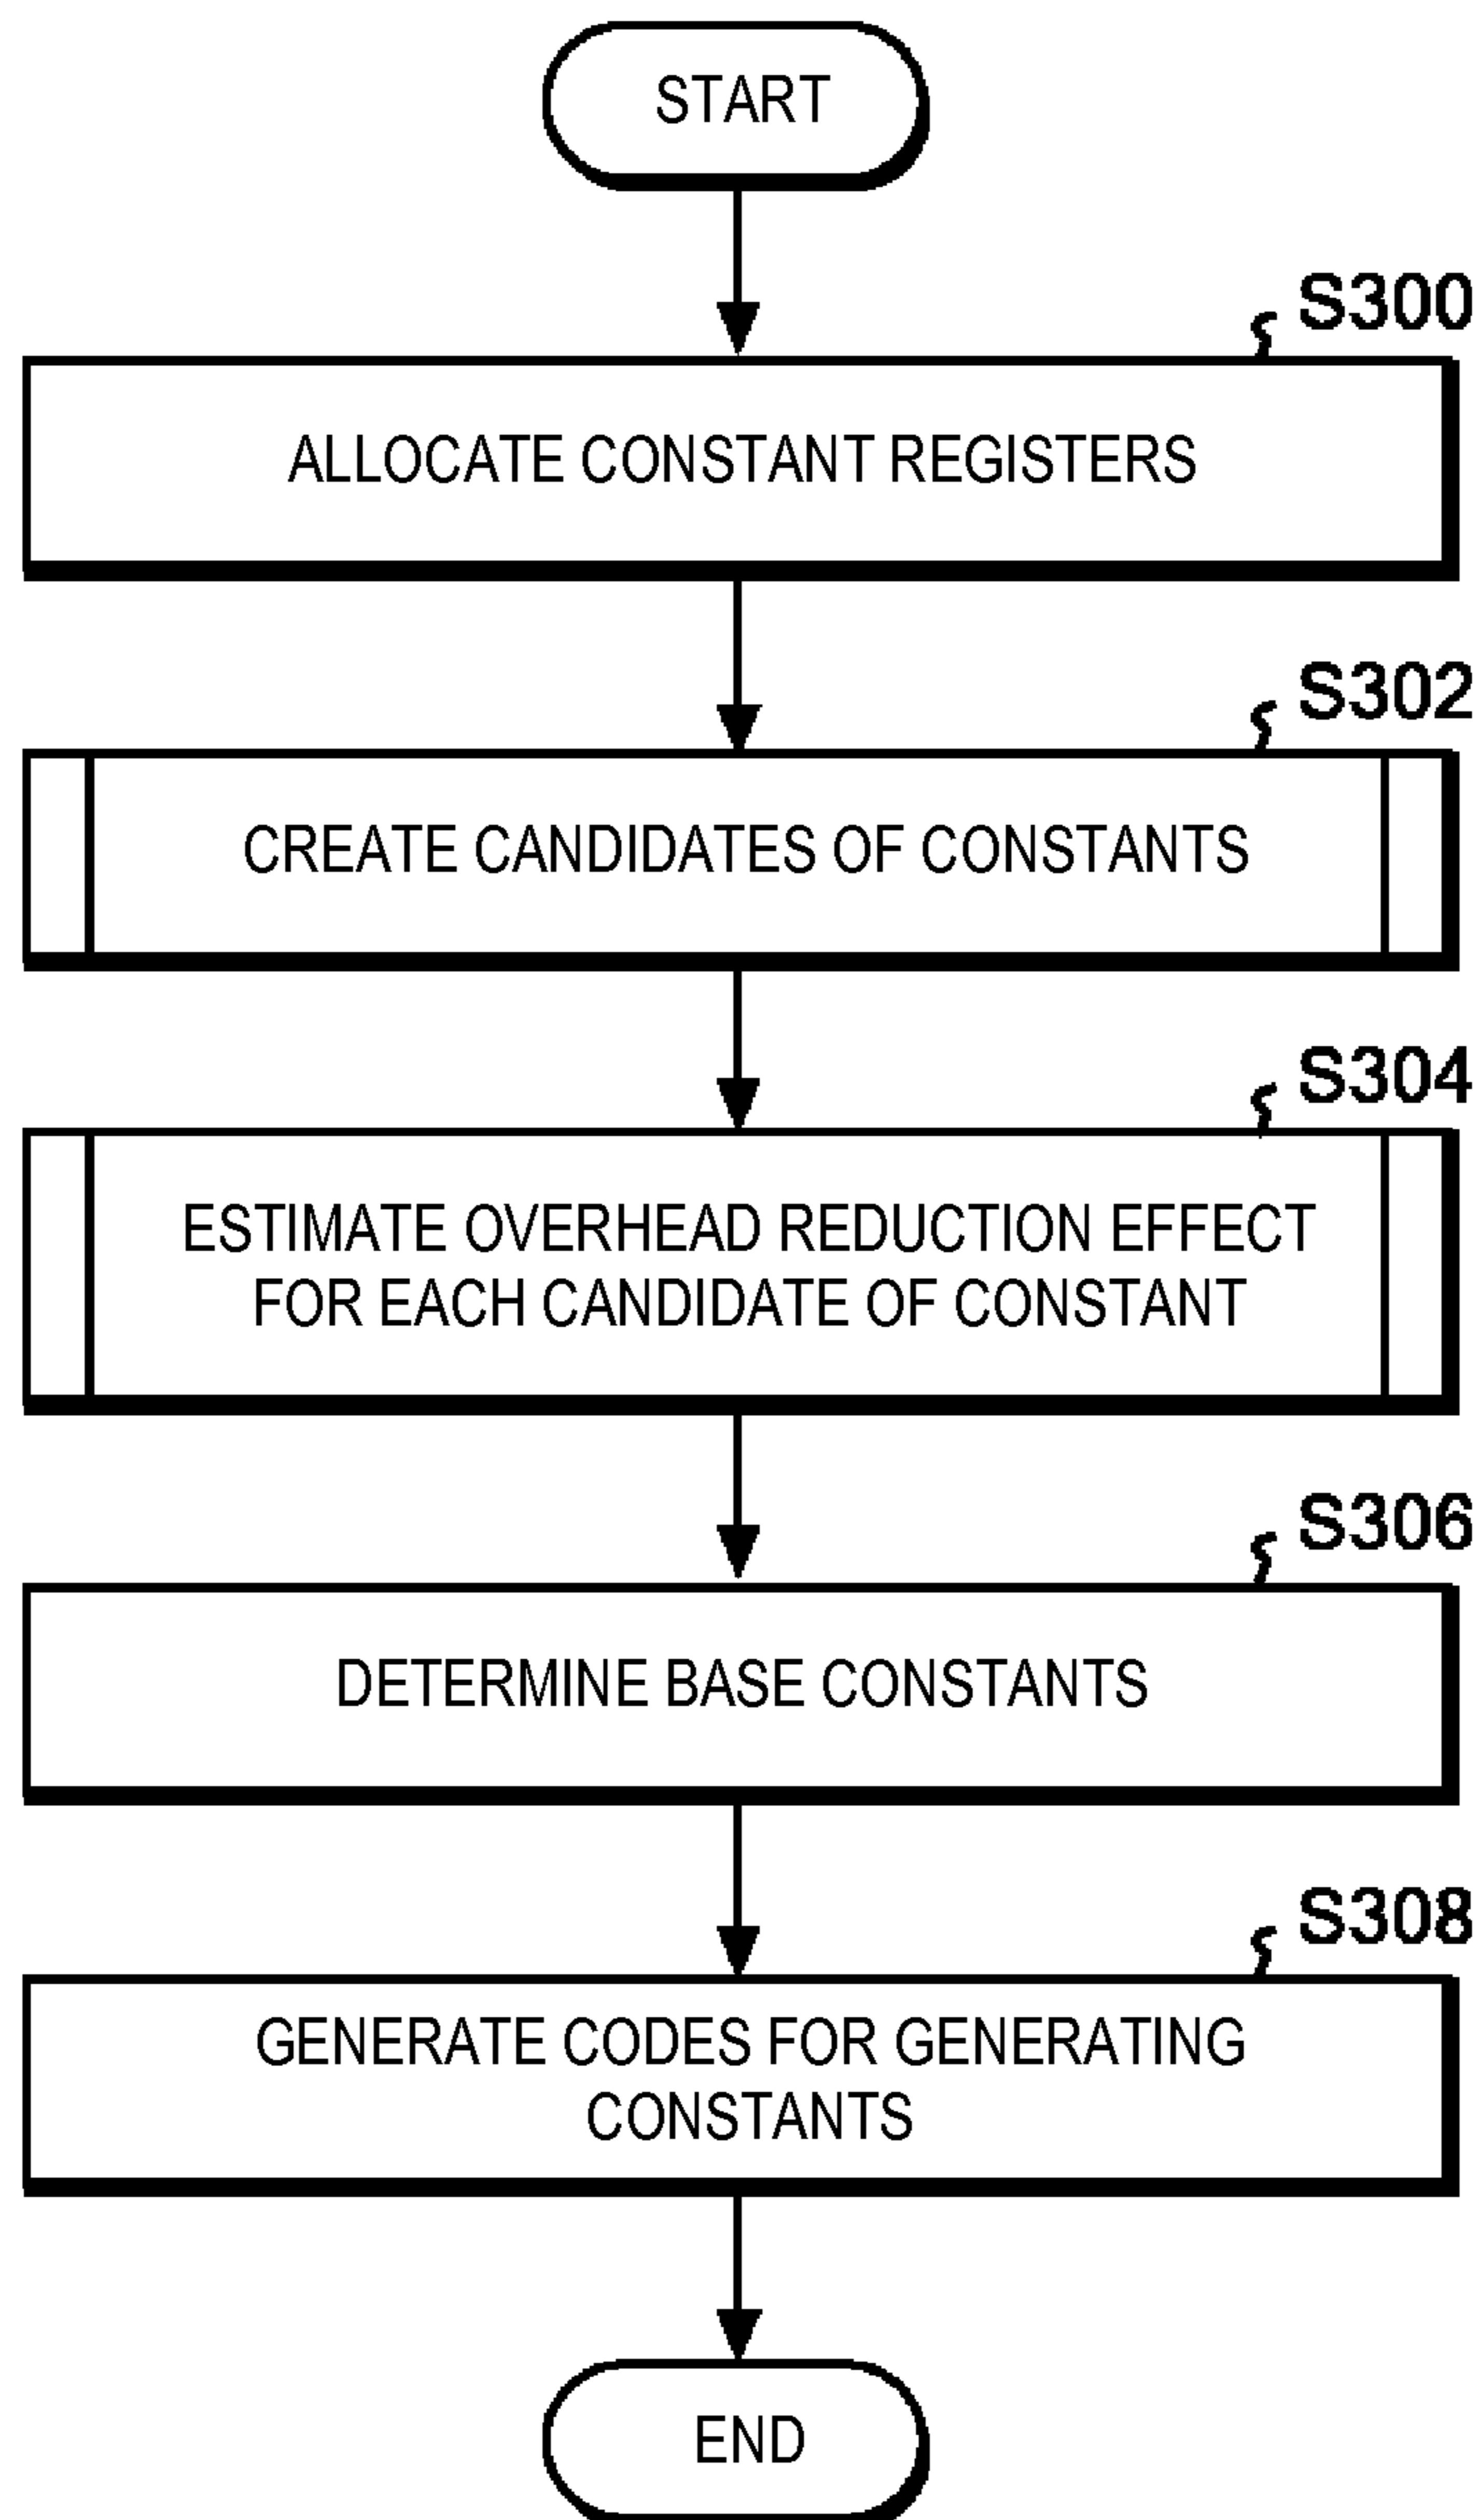 START
S300
ALLOCATE CONSTANT REGISTERS
S302
CREATE CANDIDATES OF CONSTANTS
S304
ESTIMATE OVERHEAD REDUCTION EFFECT
FOR EACH CANDIDATE OF CONSTANT
S306
DETERMINE BASE CONSTANTS
S308
GENERATE CODES FOR GENERATING
CONSTANTS
END